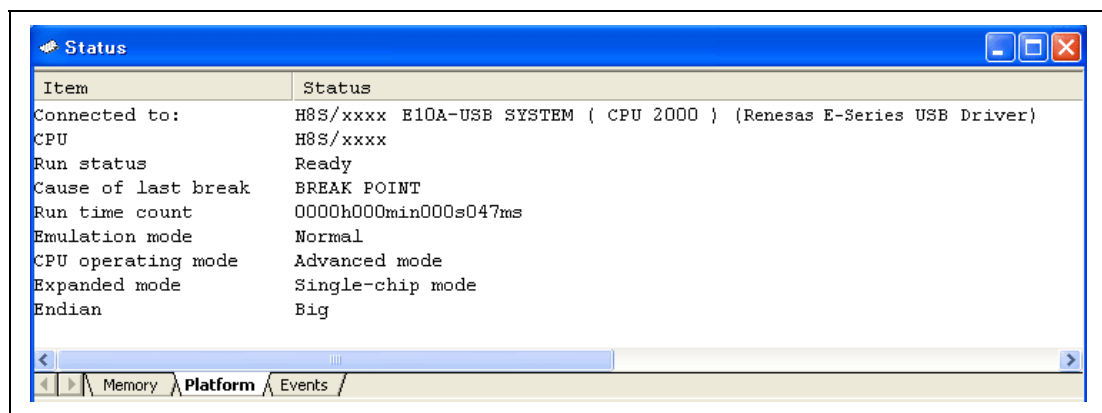 Status
Item Status
Connected to: H8S/xxxx E10A-USB SYSTEM ( CPU 2000 ) (Renesas E-Series USB Driver)
CPU H8S/xxxx
Run status Ready
Cause of last break BREAK POINT
Run time count 0000h000min000s047ms
Emulation mode Normal
CPU operating mode Advanced mode
Expanded mode Single-chip mode
Endian Big
Memory Platform Events